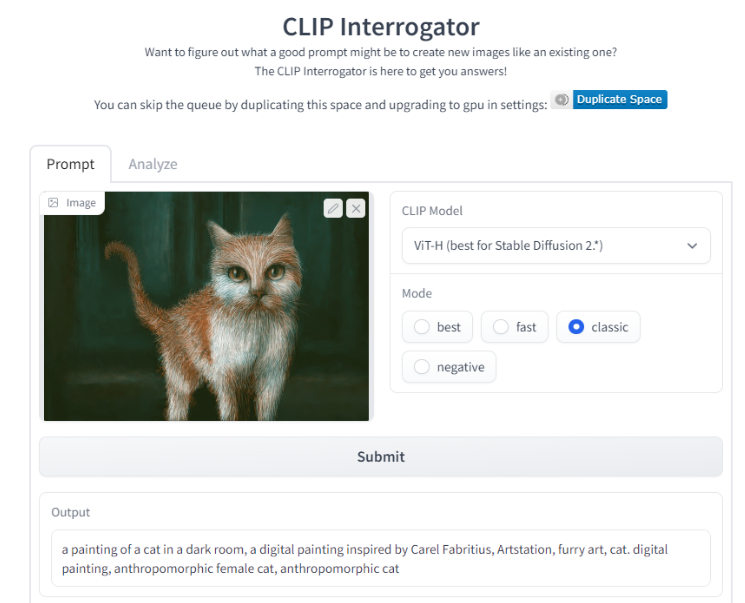 CLIP Interrogator
Want to figure out what a good prompt might be to create new images like an existing one?
The CLIP Interrogator is here to get you answers!
You can skip the queue by duplicating this space and upgrading to gpu in settings: Duplicate Space
Prompt Analyze
Image
CLIP Model
ViT-H (best for Stable Diffusion 2.*)
Mode
best fast classic
negative
Submit
Output
a painting of a cat in a dark room, a digital painting inspired by Carel Fabritius, Artstation, furry art, cat. digital
painting, anthropomorphic female cat, anthropomorphic cat